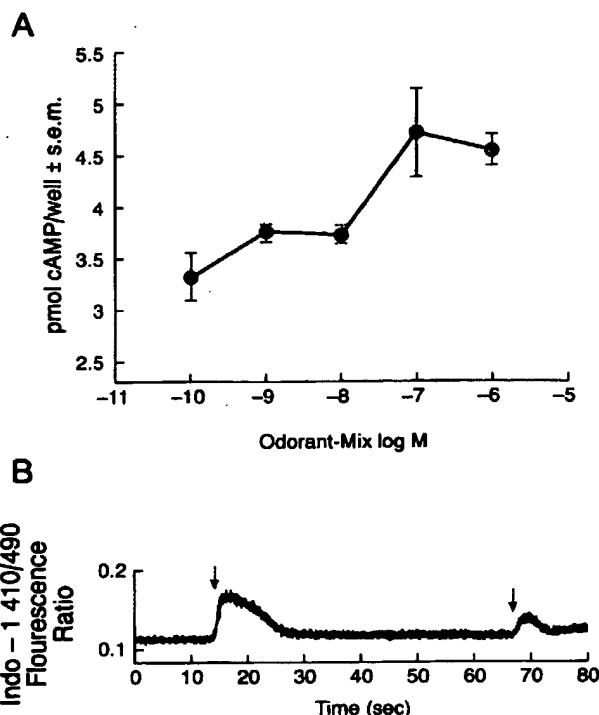 A
pmol cAMP/well ± s.e.m.
5.5
5
4.5
4
3.5
3
2.5
−11 −10 −9 −8 −7 −6 −5
Odorant-Mix log M
B
Indo – 1 410/490
Flourescence
Ratio
0.2
0.1
0 10 20 30 40 50 60 70 80
Time (sec)